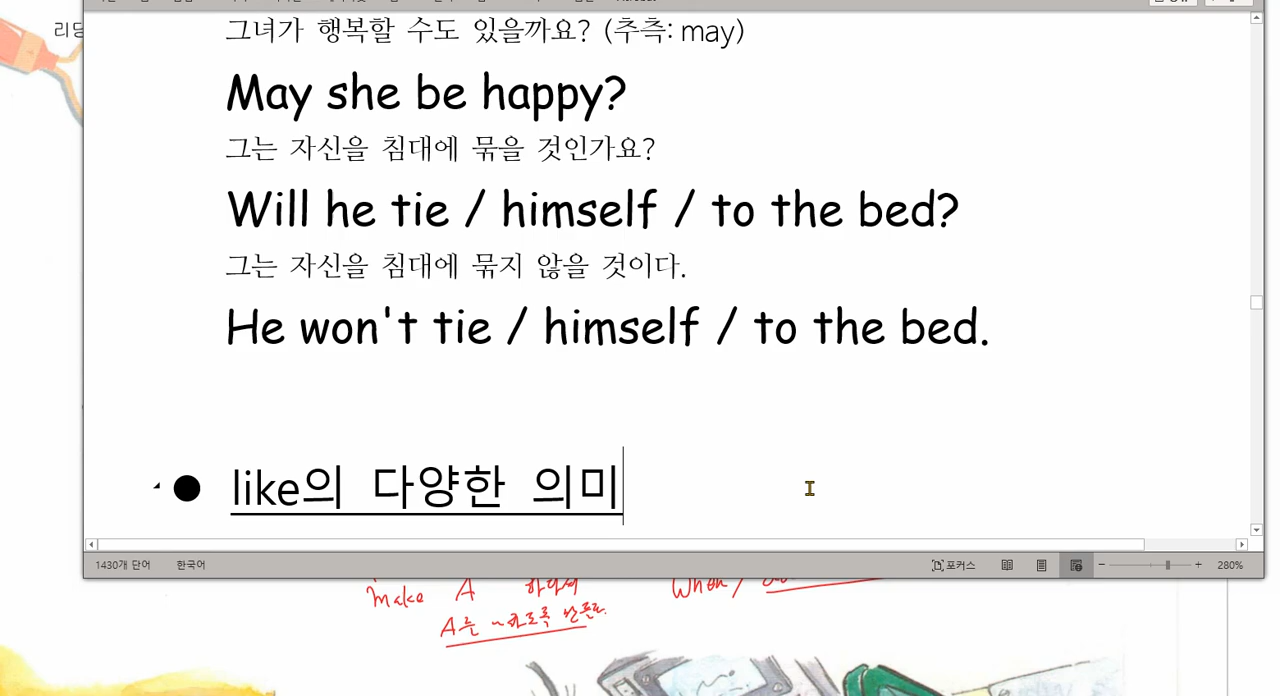 리딩
그녀가 행복할 수도 있을까요? (추측: may)
May she be happy?
그는 자신을 침대에 묶을 것인가요?
Will he tie / himself / to the bed?
그는 자신을 침대에 묶지 않을 것이다.
He won't tie / himself / to the bed.
like의 다양한 의미
1430개 단어 한국어 포커스 280%
make A
When /
A를 ~하도록